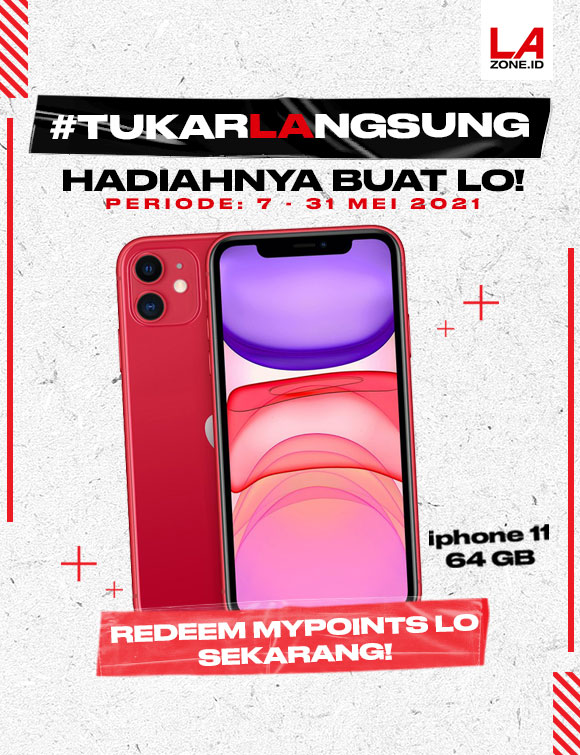 LA
ZONE.ID
#TUKARLANGSUNG
HADIAHNYA BUAT LO!
PERIODE: 7 - 31 MEI 2021
iphone 11
64 GB
REDEEM MYPOINTS LO
SEKARANG!